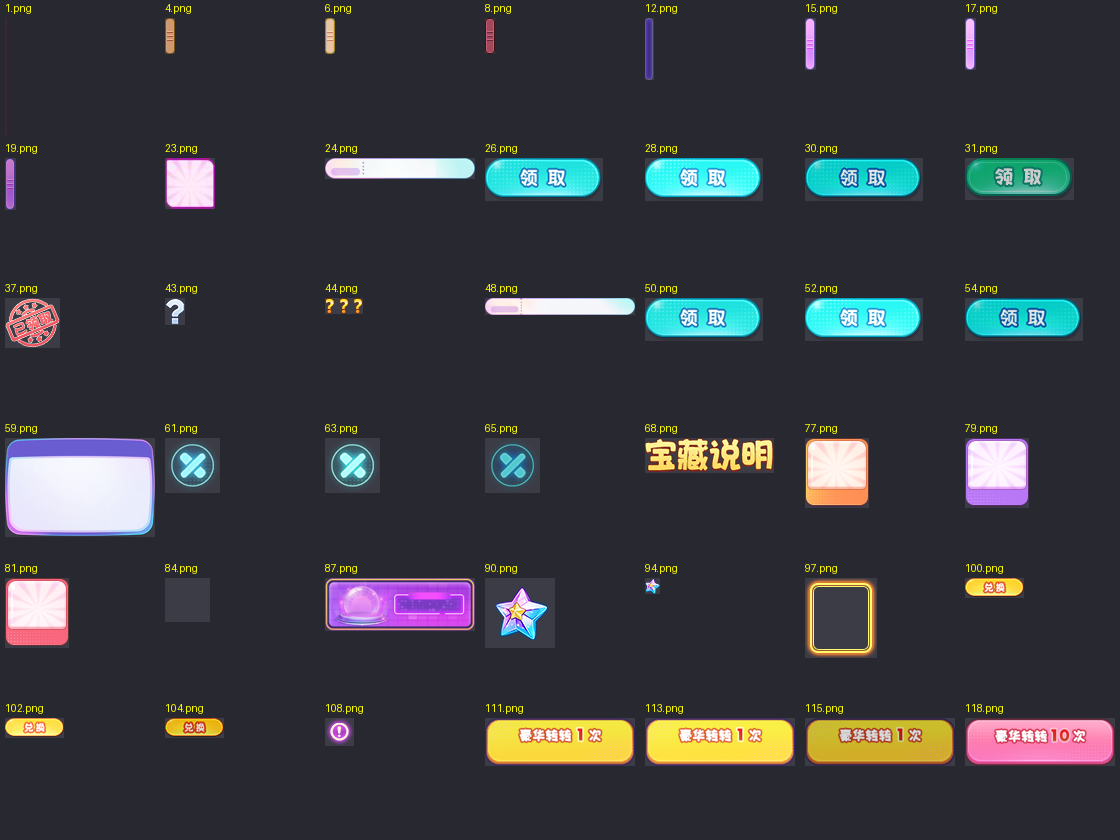 1.png
4.png
6.png
8.png
12.png
15.png
17.png
19.png
23.png
24.png
26.png
28.png
30.png
31.png
领 取
领 取
领 取
领 取
37.png
43.png
44.png
48.png
50.png
52.png
54.png
已领取
?
? ? ?
领 取
领 取
领 取
59.png
61.png
63.png
65.png
68.png
77.png
79.png
宝藏说明
81.png
84.png
87.png
90.png
94.png
97.png
100.png
兑换
102.png
104.png
108.png
111.png
113.png
115.png
118.png
兑换
兑换
!
豪华转转1次
豪华转转1次
豪华转转1次
豪华转转10次